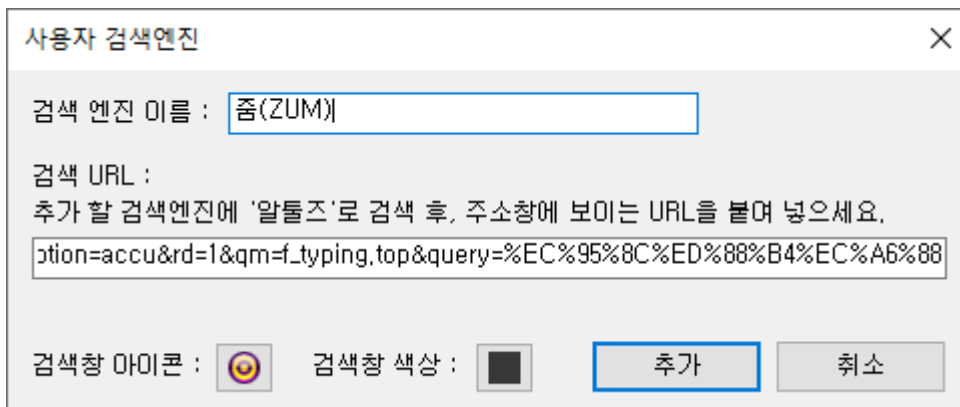 사용자 검색엔진
검색 엔진 이름 : 줌(ZUM)
검색 URL :
추가 할 검색엔진에 '알툴즈'로 검색 후, 주소창에 보이는 URL을 붙여 넣으세요.
otion=accu&rd=1&qm=f_typing.top&query=%EC%95%8C%ED%88%B4%EC%A6%88
검색창 아이콘 : 검색창 색상 : 추가 취소